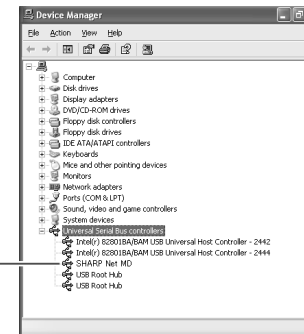 Device Manager
File Action View Help
Computer
Disk drives
Display adapters
DVD/CD-ROM drives
Floppy disk controllers
Floppy disk drives
IDE ATA/ATAPI controllers
Keyboards
Mice and other pointing devices
Monitors
Network adapters
Ports (COM & LPT)
Sound, video and game controllers
System devices
Universal Serial Bus controllers
Intel(r) 82801BA/BAM USB Universal Host Controller - 2442
Intel(r) 82801BA/BAM USB Universal Host Controller - 2444
SHARP Net MD
USB Root Hub
USB Root Hub